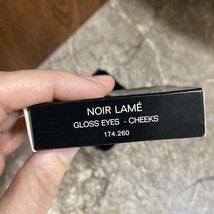 NOIR LAMÉ
GLOSS EYES - CHEEKS
174.260